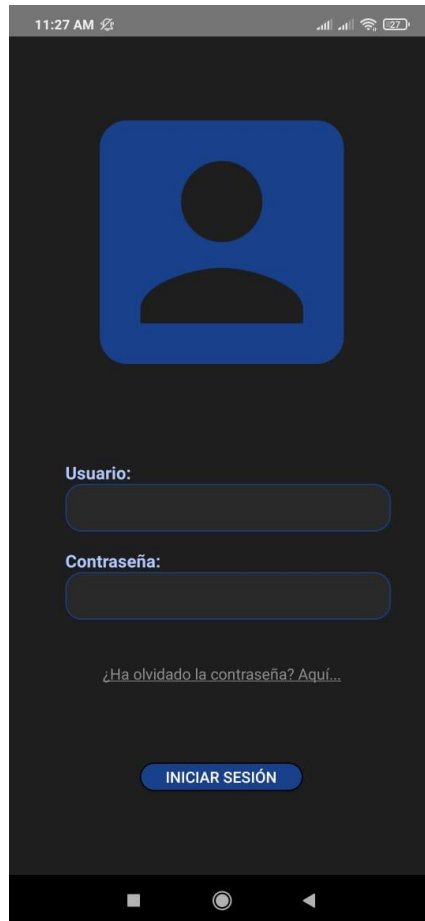 11:27 AM
27
Usuario:
Contraseña:
¿Ha olvidado la contraseña? Aquí...
INICIAR SESIÓN